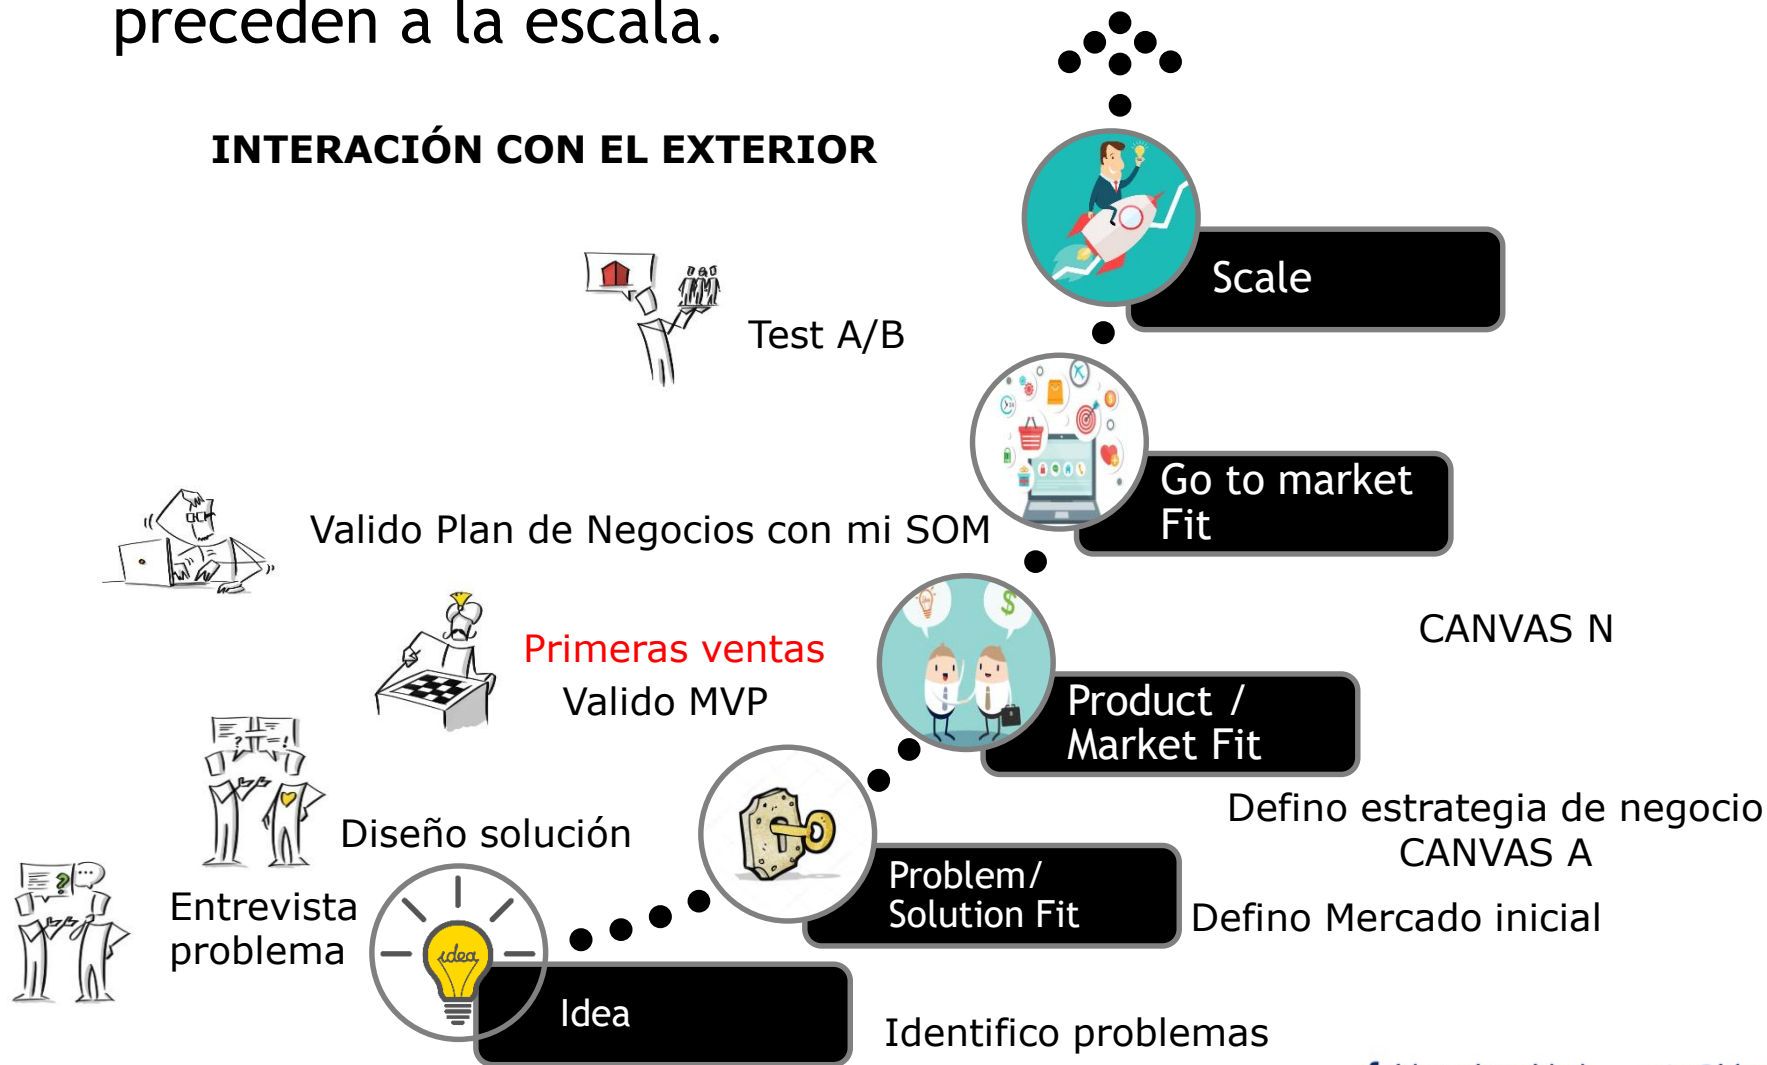 preceden a la escala.
INTERACIÓN CON EL EXTERIOR
Scale
Test A/B
Go to market
Fit
Valido Plan de Negocios con mi SOM
CANVAS N
Primeras ventas
Valido MVP
Product /
Market Fit
Defino estrategia de negocio
CANVAS A
Diseño solución
Problem/
Solution Fit
Defino Mercado inicial
Entrevista
problema
idea
Idea
Identifico problemas